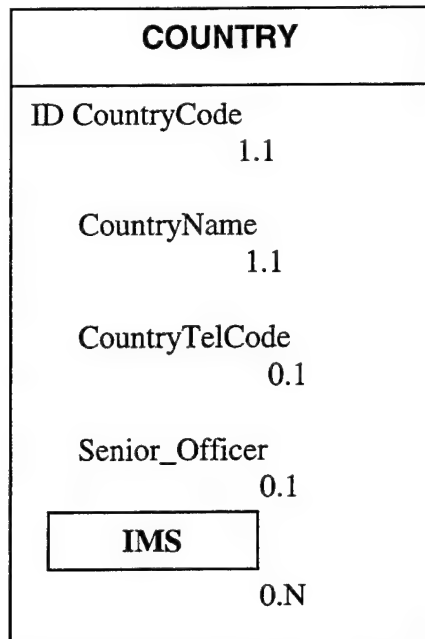 COUNTRY
ID CountryCode
1.1
CountryName
1.1
CountryTelCode
0.1
Senior_Officer
0.1
IMS
0.N